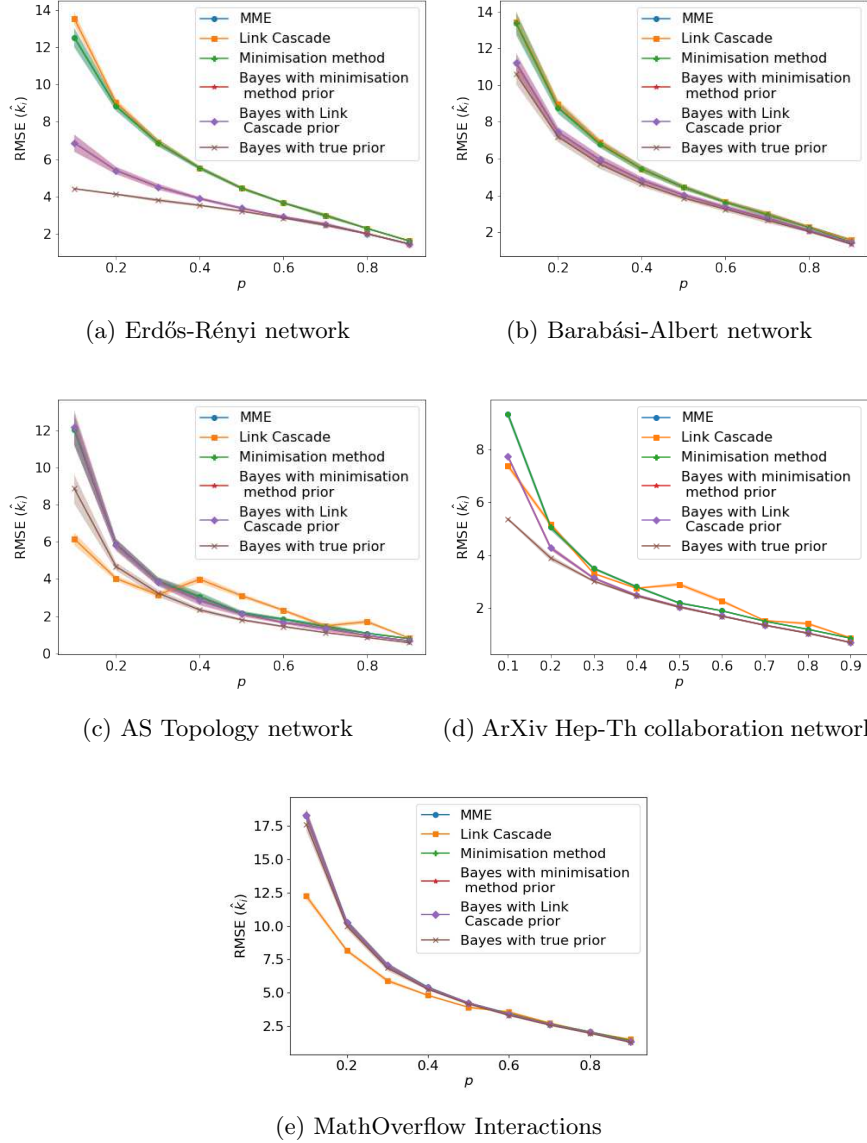 14
12
10
8
6
4
2
RMSE (k̂ᵢ)
0.2
0.4
0.6
0.8
p
MME
Link Cascade
Minimisation method
Bayes with minimisation
method prior
Bayes with Link
Cascade prior
Bayes with true prior
(a) Erdős-Rényi network
14
12
10
8
6
4
2
RMSE (k̂ᵢ)
0.2
0.4
0.6
0.8
p
MME
Link Cascade
Minimisation method
Bayes with minimisation
method prior
Bayes with Link
Cascade prior
Bayes with true prior
(b) Barabási-Albert network
12
10
8
6
4
2
0
RMSE (k̂ᵢ)
0.2
0.4
0.6
0.8
p
MME
Link Cascade
Minimisation method
Bayes with minimisation
method prior
Bayes with Link
Cascade prior
Bayes with true prior
(c) AS Topology network
8
6
4
2
RMSE (k̂ᵢ)
0.1
0.2
0.3
0.4
0.5
0.6
0.7
0.8
0.9
p
MME
Link Cascade
Minimisation method
Bayes with minimisation
method prior
Bayes with Link
Cascade prior
Bayes with true prior
(d) ArXiv Hep-Th collaboration network
17.5
15.0
12.5
10.0
7.5
5.0
2.5
RMSE (k̂ᵢ)
0.2
0.4
0.6
0.8
p
MME
Link Cascade
Minimisation method
Bayes with minimisation
method prior
Bayes with Link
Cascade prior
Bayes with true prior
(e) MathOverflow Interactions